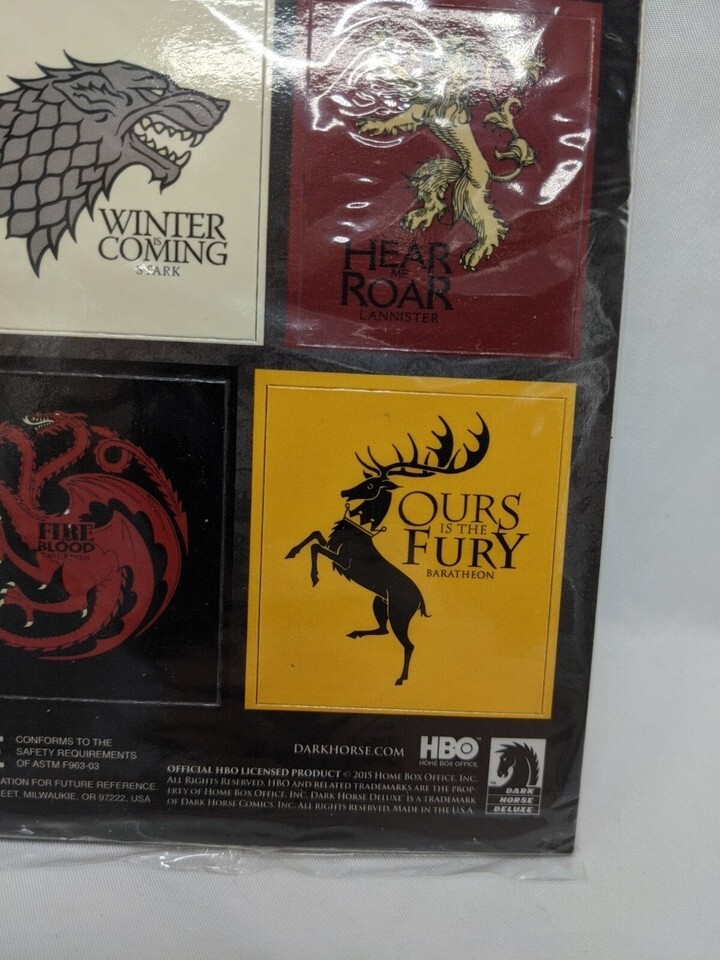 WINTER
IS
COMING
STARK
HEAR
ME
ROAR
LANNISTER
FIRE
BLOOD
OURS
IS THE
FURY
BARATHEON
CONFORMS TO THE
SAFETY REQUIREMENTS
OF ASTM F963-03
ATION FOR FUTURE REFERENCE.
EET, MILWAUKIE, OR 97222, USA
DARKHORSE.COM
HBO™
HOME BOX OFFICE
DARK
HORSE
DELUXE
OFFICIAL HBO LICENSED PRODUCT © 2015 HOME BOX OFFICE, INC.
ALL RIGHTS RESERVED. HBO AND RELATED TRADEMARKS ARE THE PROP-
ERTY OF HOME BOX OFFICE, INC. DARK HORSE DELUXE IS A TRADEMARK
OF DARK HORSE COMICS, INC. ALL RIGHTS RESERVED. MADE IN THE U.S.A.